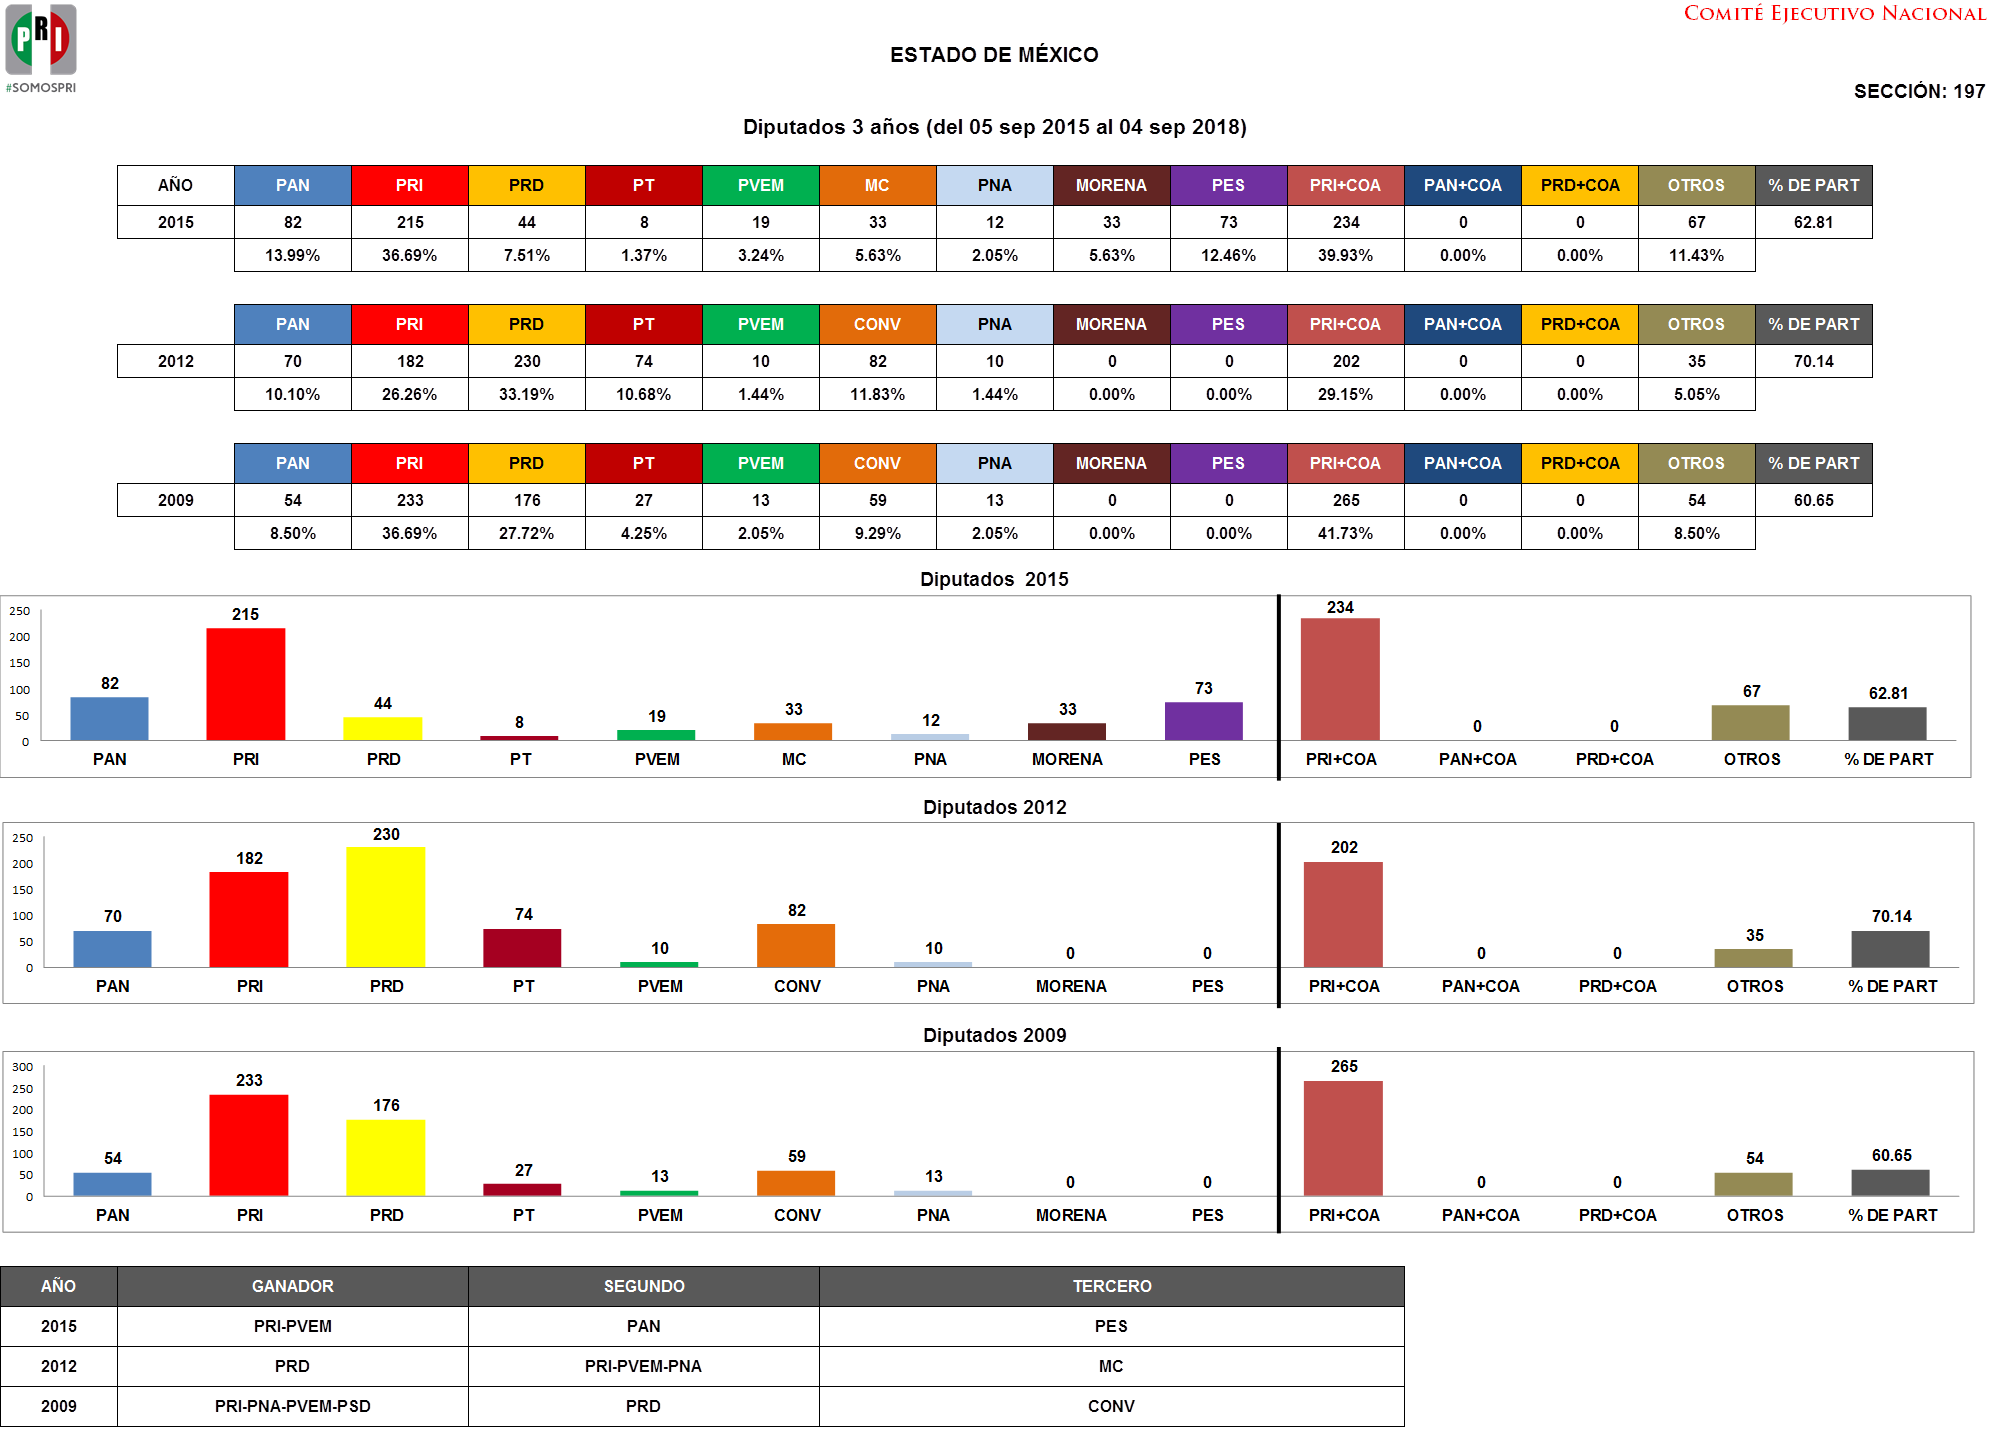 PRI
#SOMOSPRI
COMITÉ EJECUTIVO NACIONAL
ESTADO DE MÉXICO
SECCIÓN: 197
Diputados 3 años (del 05 sep 2015 al 04 sep 2018)
AÑO PAN PRI PRD PT PVEM MC PNA MORENA PES PRI+COA PAN+COA PRD+COA OTROS % DE PART
2015 82 215 44 8 19 33 12 33 73 234 0 0 67 62.81
13.99% 36.69% 7.51% 1.37% 3.24% 5.63% 2.05% 5.63% 12.46% 39.93% 0.00% 0.00% 11.43%
PAN PRI PRD PT PVEM CONV PNA MORENA PES PRI+COA PAN+COA PRD+COA OTROS % DE PART
2012 70 182 230 74 10 82 10 0 0 202 0 0 35 70.14
10.10% 26.26% 33.19% 10.68% 1.44% 11.83% 1.44% 0.00% 0.00% 29.15% 0.00% 0.00% 5.05%
PAN PRI PRD PT PVEM CONV PNA MORENA PES PRI+COA PAN+COA PRD+COA OTROS % DE PART
2009 54 233 176 27 13 59 13 0 0 265 0 0 54 60.65
8.50% 36.69% 27.72% 4.25% 2.05% 9.29% 2.05% 0.00% 0.00% 41.73% 0.00% 0.00% 8.50%
Diputados 2015
250
200
150
100
50
0
82 215 44 8 19 33 12 33 73 234 0 0 67 62.81
PAN PRI PRD PT PVEM MC PNA MORENA PES PRI+COA PAN+COA PRD+COA OTROS % DE PART
Diputados 2012
250
200
150
100
50
0
70 182 230 74 10 82 10 0 0 202 0 0 35 70.14
PAN PRI PRD PT PVEM CONV PNA MORENA PES PRI+COA PAN+COA PRD+COA OTROS % DE PART
Diputados 2009
300
250
200
150
100
50
0
54 233 176 27 13 59 13 0 0 265 0 0 54 60.65
PAN PRI PRD PT PVEM CONV PNA MORENA PES PRI+COA PAN+COA PRD+COA OTROS % DE PART
AÑO GANADOR SEGUNDO TERCERO
2015 PRI-PVEM PAN PES
2012 PRD PRI-PVEM-PNA MC
2009 PRI-PNA-PVEM-PSD PRD CONV